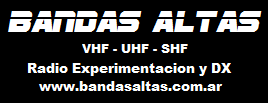 BANDAS ALTAS
VHF - UHF - SHF
Radio Experimentacion y DX
www.bandasaltas.com.ar